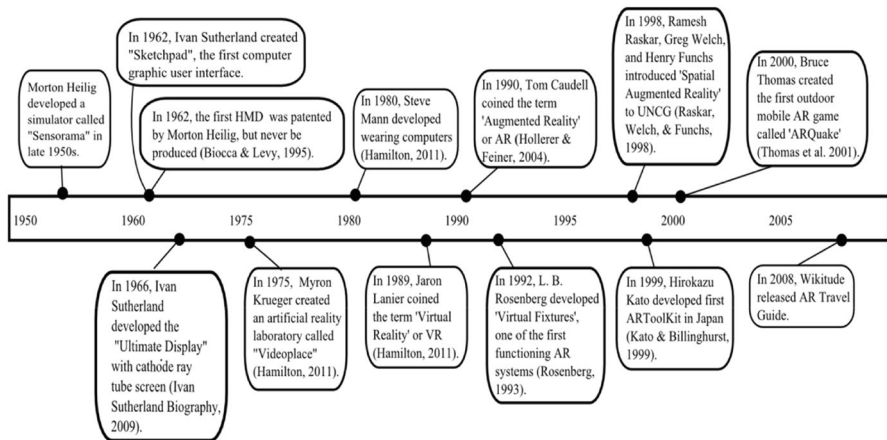 In 1962, Ivan Sutherland created
"Sketchpad", the first computer
graphic user interface.
Morton Heilig
developed a
simulator called
"Sensorama" in
late 1950s.
In 1962, the first HMD was patented
by Morton Heilig, but never be
produced (Biocca & Levy, 1995).
In 1980, Steve
Mann developed
wearing computers
(Hamilton, 2011).
In 1990, Tom Caudell
coined the term
'Augmented Reality'
or AR (Hollerer &
Feiner, 2004).
In 1998, Ramesh
Raskar, Greg Welch,
and Henry Funchs
introduced 'Spatial
Augmented Reality'
to UNCG (Raskar,
Welch, & Funchs,
1998).
In 2000, Bruce
Thomas created
the first outdoor
mobile AR game
called 'ARQuake'
(Thomas et al. 2001).
1950 1960 1975 1980 1990 1995 2000 2005
In 1966, Ivan
Sutherland
developed the
"Ultimate Display"
with cathode ray
tube screen (Ivan
Sutherland Biography,
2009).
In 1975, Myron
Krueger created
an artificial reality
laboratory called
"Videoplace"
(Hamilton, 2011).
In 1989, Jaron
Lanier coined
the term 'Virtual
Reality' or VR
(Hamilton, 2011).
In 1992, L. B.
Rosenberg developed
'Virtual Fixtures',
one of the first
functioning AR
systems (Rosenberg,
1993).
In 1999, Hirokazu
Kato developed first
ARToolKit in Japan
(Kato & Billinghurst,
1999).
In 2008, Wikitude
released AR Travel
Guide.